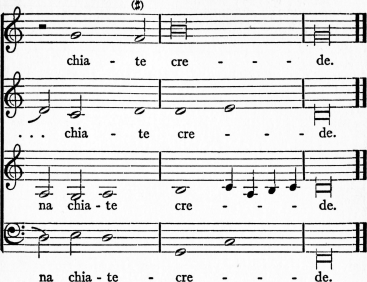 chia - te cre - - - de.
. . . chia - te cre - - - de.
na chia - te cre - - - de.
na chia - te - cre - - - de.